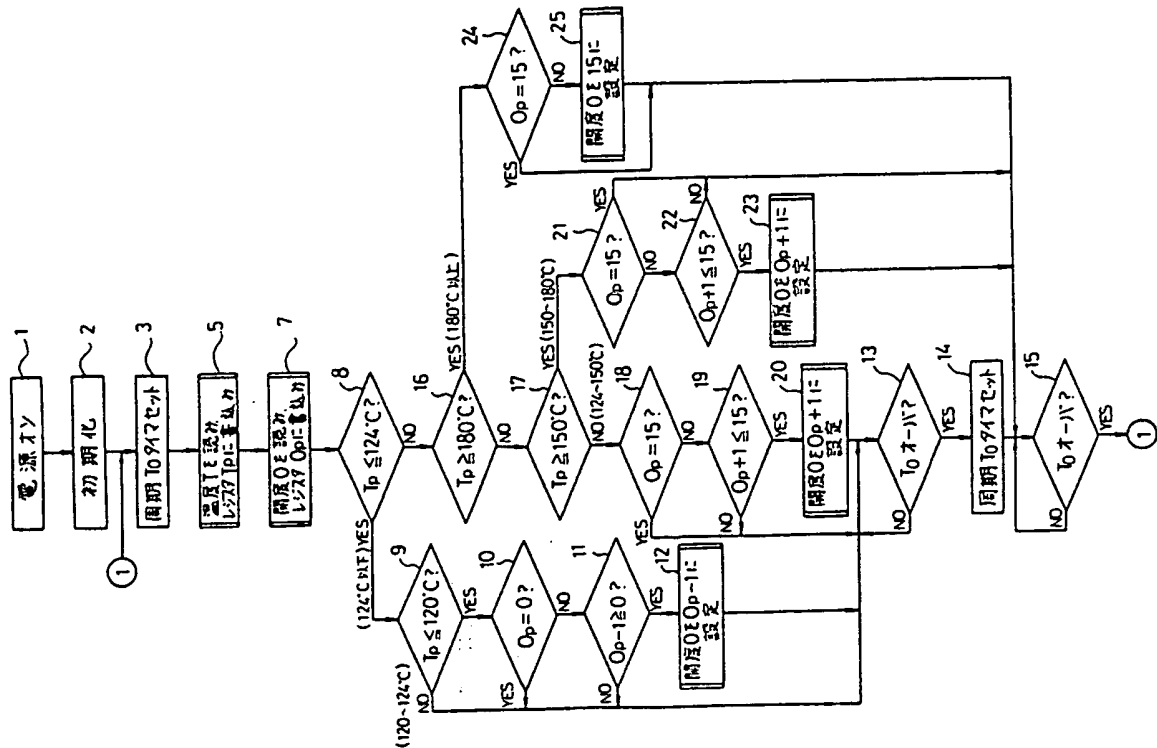 電源オン
1
初期化
2
1
周期T₀タイマセット
3
温度Tを読み
レジスタTpに書込み
5
開度Oを読み
レジスタOpに書込み
7
Tp≤124℃?
8
(124℃以下)YES
NO
Tp≤120℃?
9
(120~124℃)
NO
YES
Op=0?
10
YES
NO
Op-1≥0?
11
NO
YES
開度OをOp-1に
設定
12
Tp≥180℃?
16
YES(180℃以上)
NO
Tp≥150℃?
17
YES(150~180℃)
NO(124~150℃)
Op=15?
18
YES
NO
Op+1≤15?
19
NO
YES
開度OをOp+1に
設定
20
T₀オーバ?
13
NO
YES
周期T₀タイマセット
14
T₀オーバ?
15
NO
YES
1
Op=15?
21
YES
NO
Op+1≤15?
22
NO
YES
開度OをOp+1に
設定
23
Op=15?
24
YES
NO
開度Oを15に
設定
25